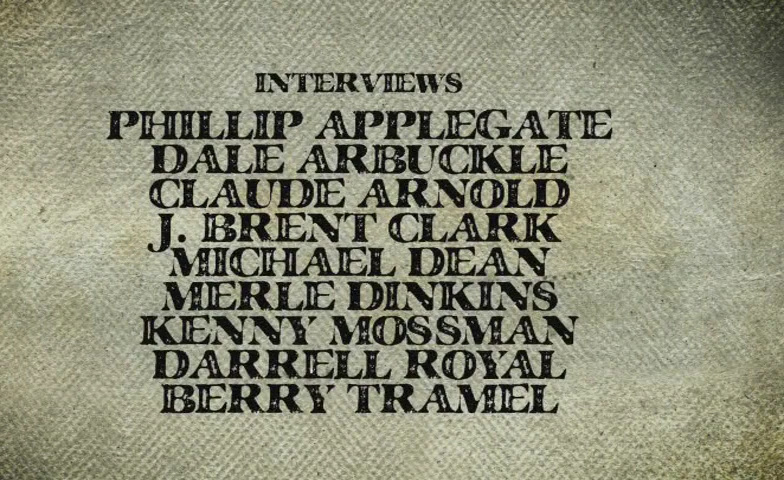 INTERVIEWS
PHILLIP APPLEGATE
DALE ARBUCKLE
CLAUDE ARNOLD
J. BRENT CLARK
MICHAEL DEAN
MERLE DINKINS
KENNY MOSSMAN
DARRELL ROYAL
BERRY TRAMEL